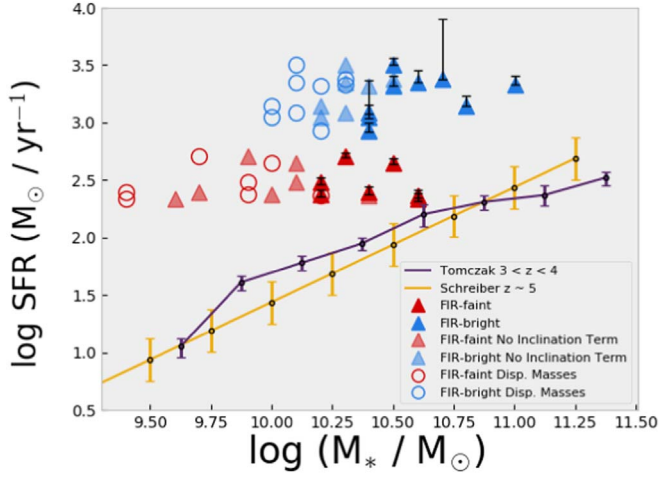 4.0
3.5
3.0
2.5
2.0
1.5
1.0
0.5
log SFR (M⊙ / yr⁻¹)
Tomczak 3 < z < 4
Schreiber z ~ 5
FIR-faint
FIR-bright
FIR-faint No Inclination Term
FIR-bright No Inclination Term
FIR-faint Disp. Masses
FIR-bright Disp. Masses
9.50 9.75 10.00 10.25 10.50 10.75 11.00 11.25 11.50
log (M* / M⊙)